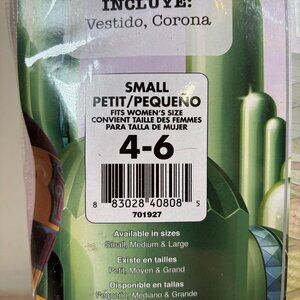 INCLUYE:
Vestido, Corona
SMALL
PETIT/PEQUEÑO
FITS WOMEN'S SIZE
CONVIENT TAILLE DES FEMMES
PARA TALLA DE MUJER
4-6
8 83028 40808 5
701927
Available in sizes
Small, Medium & Large
Existe en tailles
Petit, Moyen & Grand
Disponible en tallas
Pequeño, Mediano & Grande